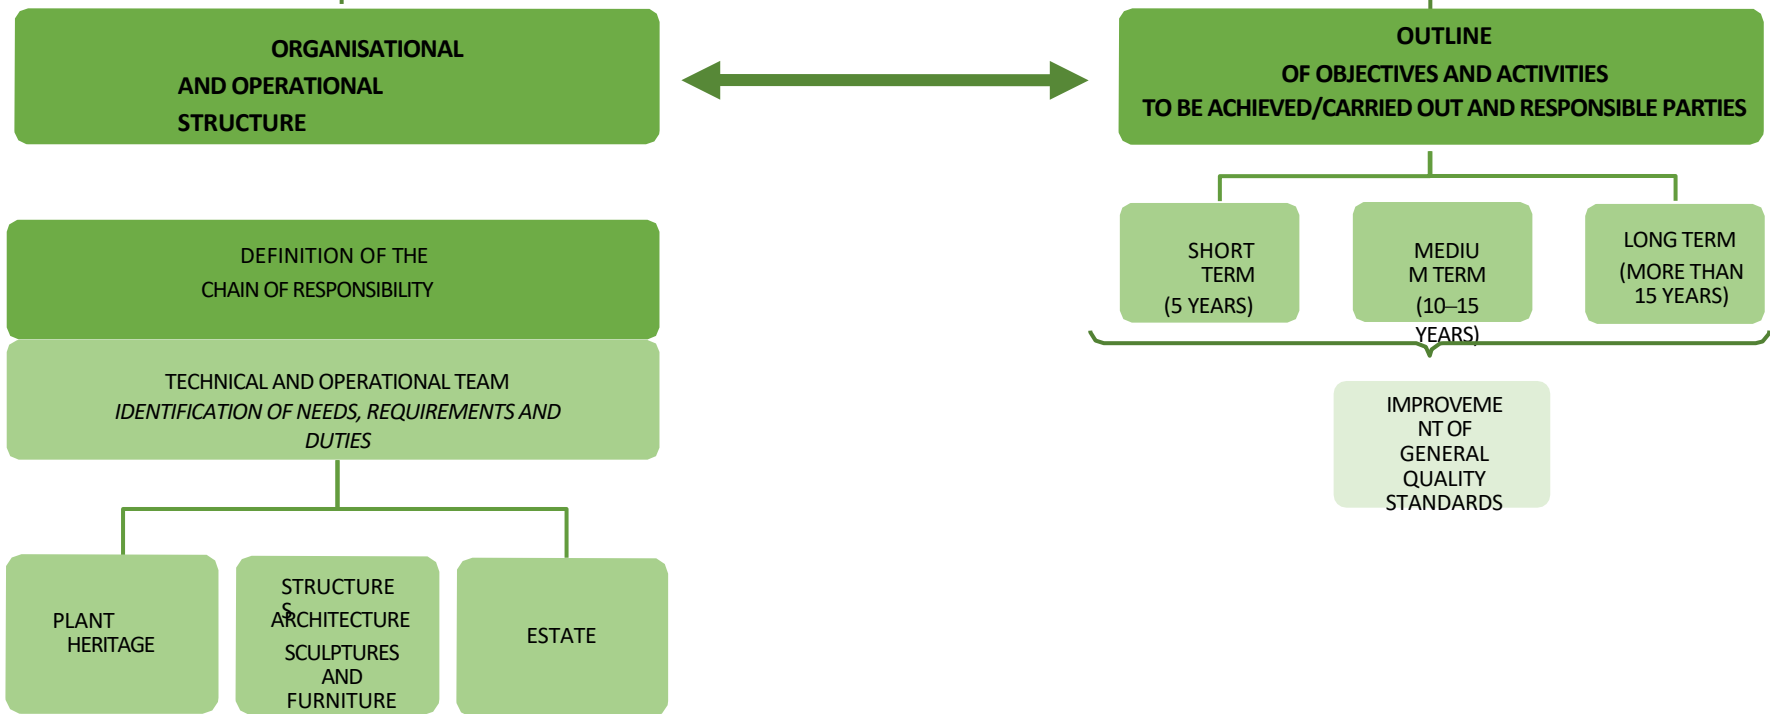 ORGANISATIONAL
AND OPERATIONAL
STRUCTURE
OUTLINE
OF OBJECTIVES AND ACTIVITIES
TO BE ACHIEVED/CARRIED OUT AND RESPONSIBLE PARTIES
DEFINITION OF THE
CHAIN OF RESPONSIBILITY
TECHNICAL AND OPERATIONAL TEAM
IDENTIFICATION OF NEEDS, REQUIREMENTS AND
DUTIES
SHORT
TERM
(5 YEARS)
MEDIU
M TERM
(10–15
YEARS)
LONG TERM
(MORE THAN
15 YEARS)
IMPROVEME
NT OF
GENERAL
QUALITY
STANDARDS
PLANT
HERITAGE
STRUCTURE
S
ARCHITECTURE
SCULPTURES
AND
FURNITURE
ESTATE